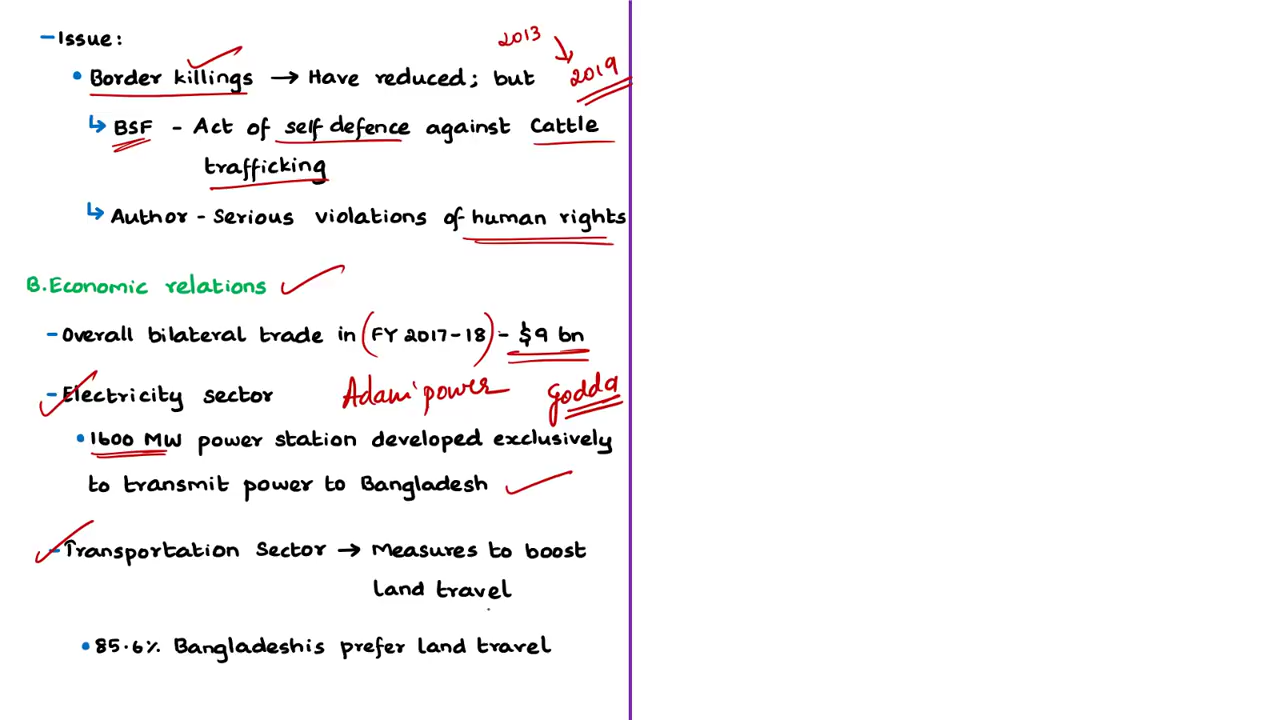 - Issue:
2013
• Border killings → Have reduced; but 2019
↳ BSF - Act of self defence against Cattle
trafficking
↳ Author - Serious violations of human rights
B. Economic relations
- Overall bilateral trade in (FY 2017-18) - $9 bn
- Electricity sector Adani power Godda
• 1600 MW power station developed exclusively
to transmit power to Bangladesh
- Transportation Sector → Measures to boost
land travel
• 85.6% Bangladeshis prefer land travel